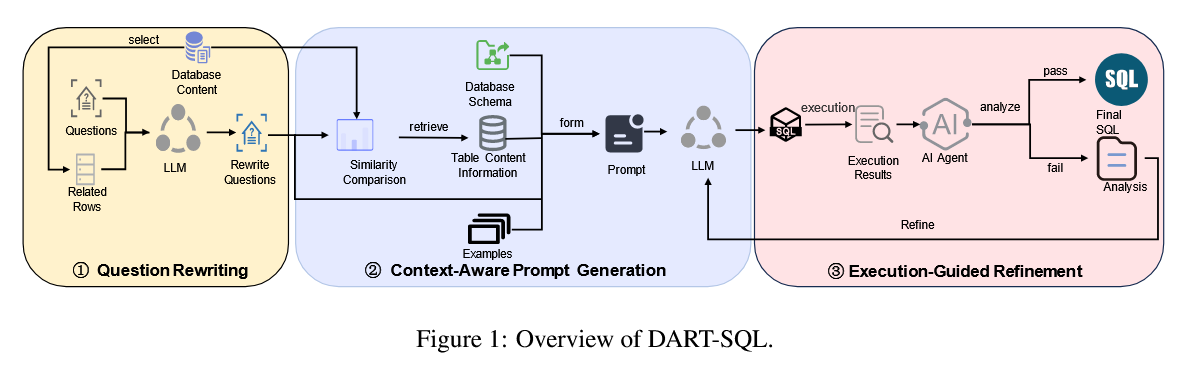 select
Database
Content
Questions
LLM
Rewrite
Questions
Related
Rows
① Question Rewriting
Database
Schema
retrieve
Similarity
Comparison
Table Content
Information
form
Prompt
LLM
Examples
② Context-Aware Prompt Generation
SQL
execution
Execution
Results
AI
AI Agent
analyze
pass
SQL
Final
SQL
fail
Analysis
Refine
③ Execution-Guided Refinement
Figure 1: Overview of DART-SQL.